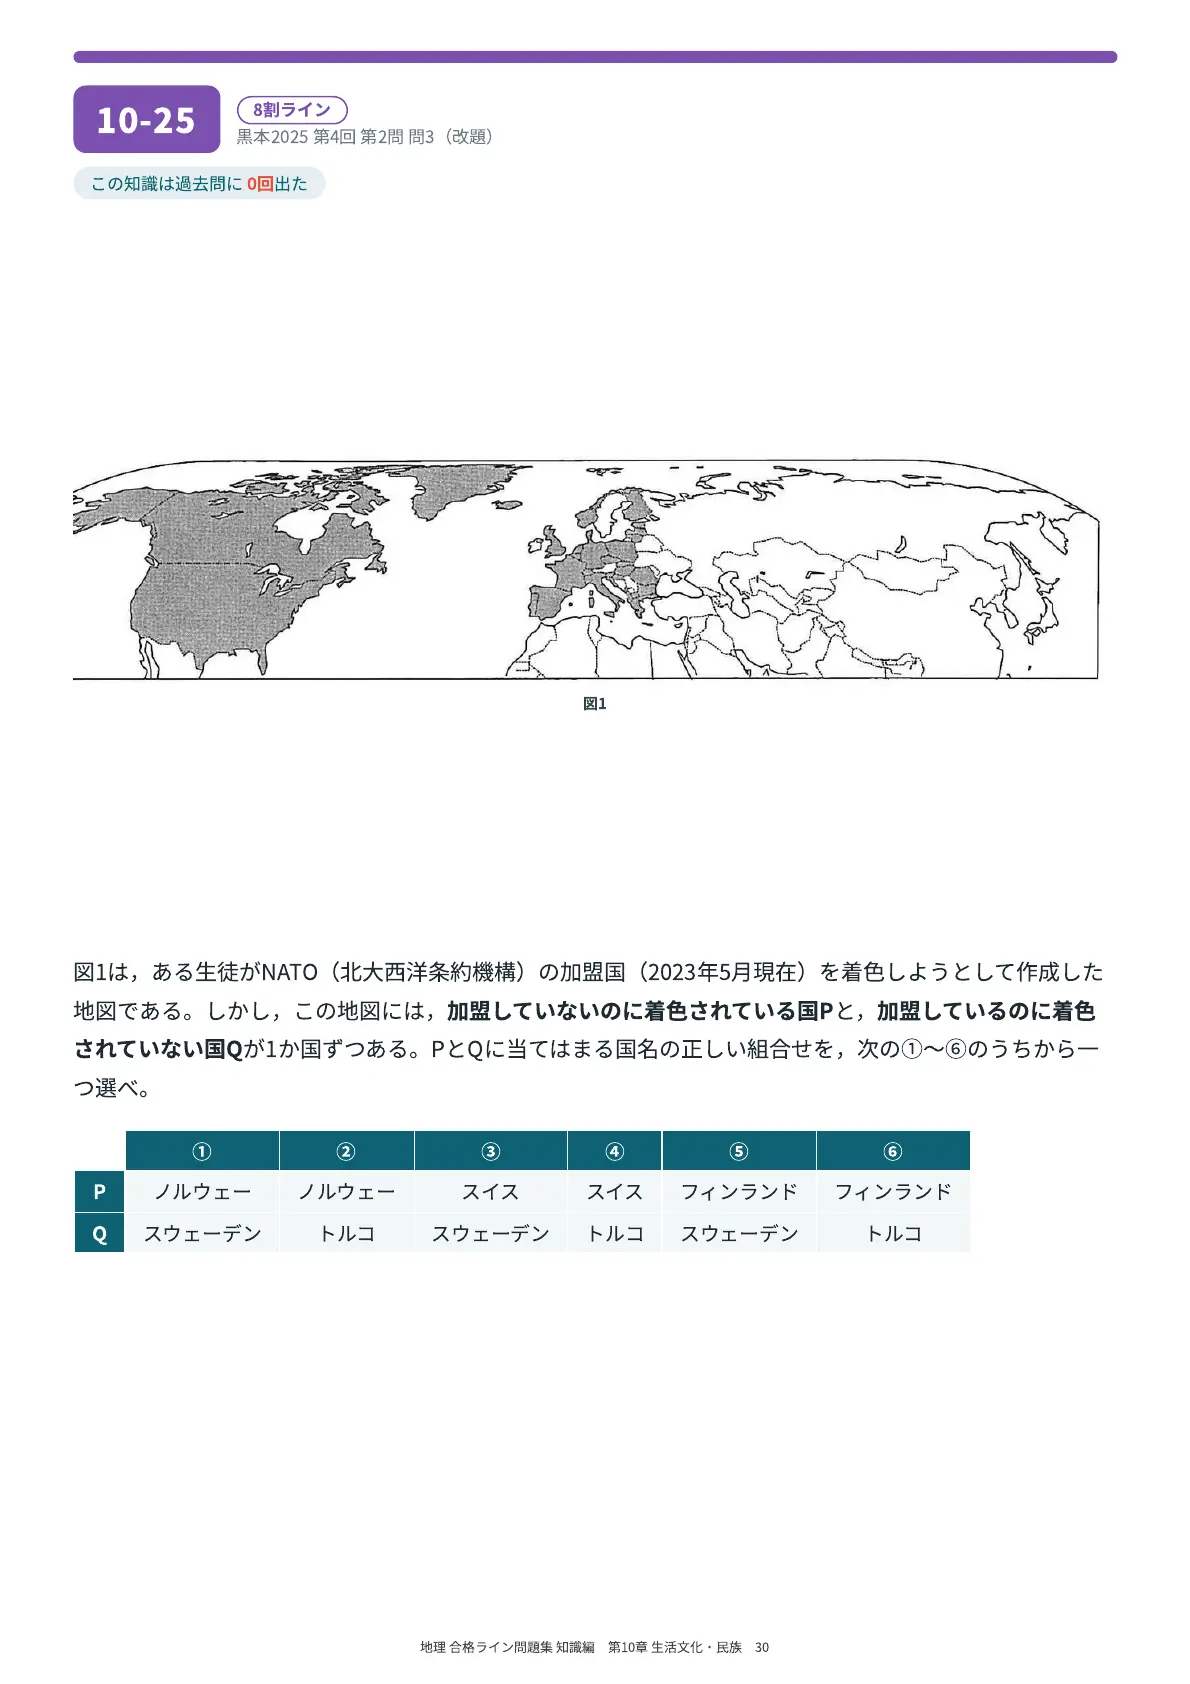 10-25
8割ライン
黒本2025 第4回 第2問 問3（改題）
この知識は過去問に 0回出た
図1
図1は，ある生徒がNATO（北大西洋条約機構）の加盟国（2023年5月現在）を着色しようとして作成した
地図である。しかし，この地図には，加盟していないのに着色されている国Pと，加盟しているのに着色
されていない国Qが1か国ずつある。PとQに当てはまる国名の正しい組合せを，次の①〜⑥のうちから一
つ選べ。
① ② ③ ④ ⑤ ⑥
P ノルウェー ノルウェー スイス スイス フィンランド フィンランド
Q スウェーデン トルコ スウェーデン トルコ スウェーデン トルコ
地理 合格ライン問題集 知識編　第10章 生活文化・民族　30